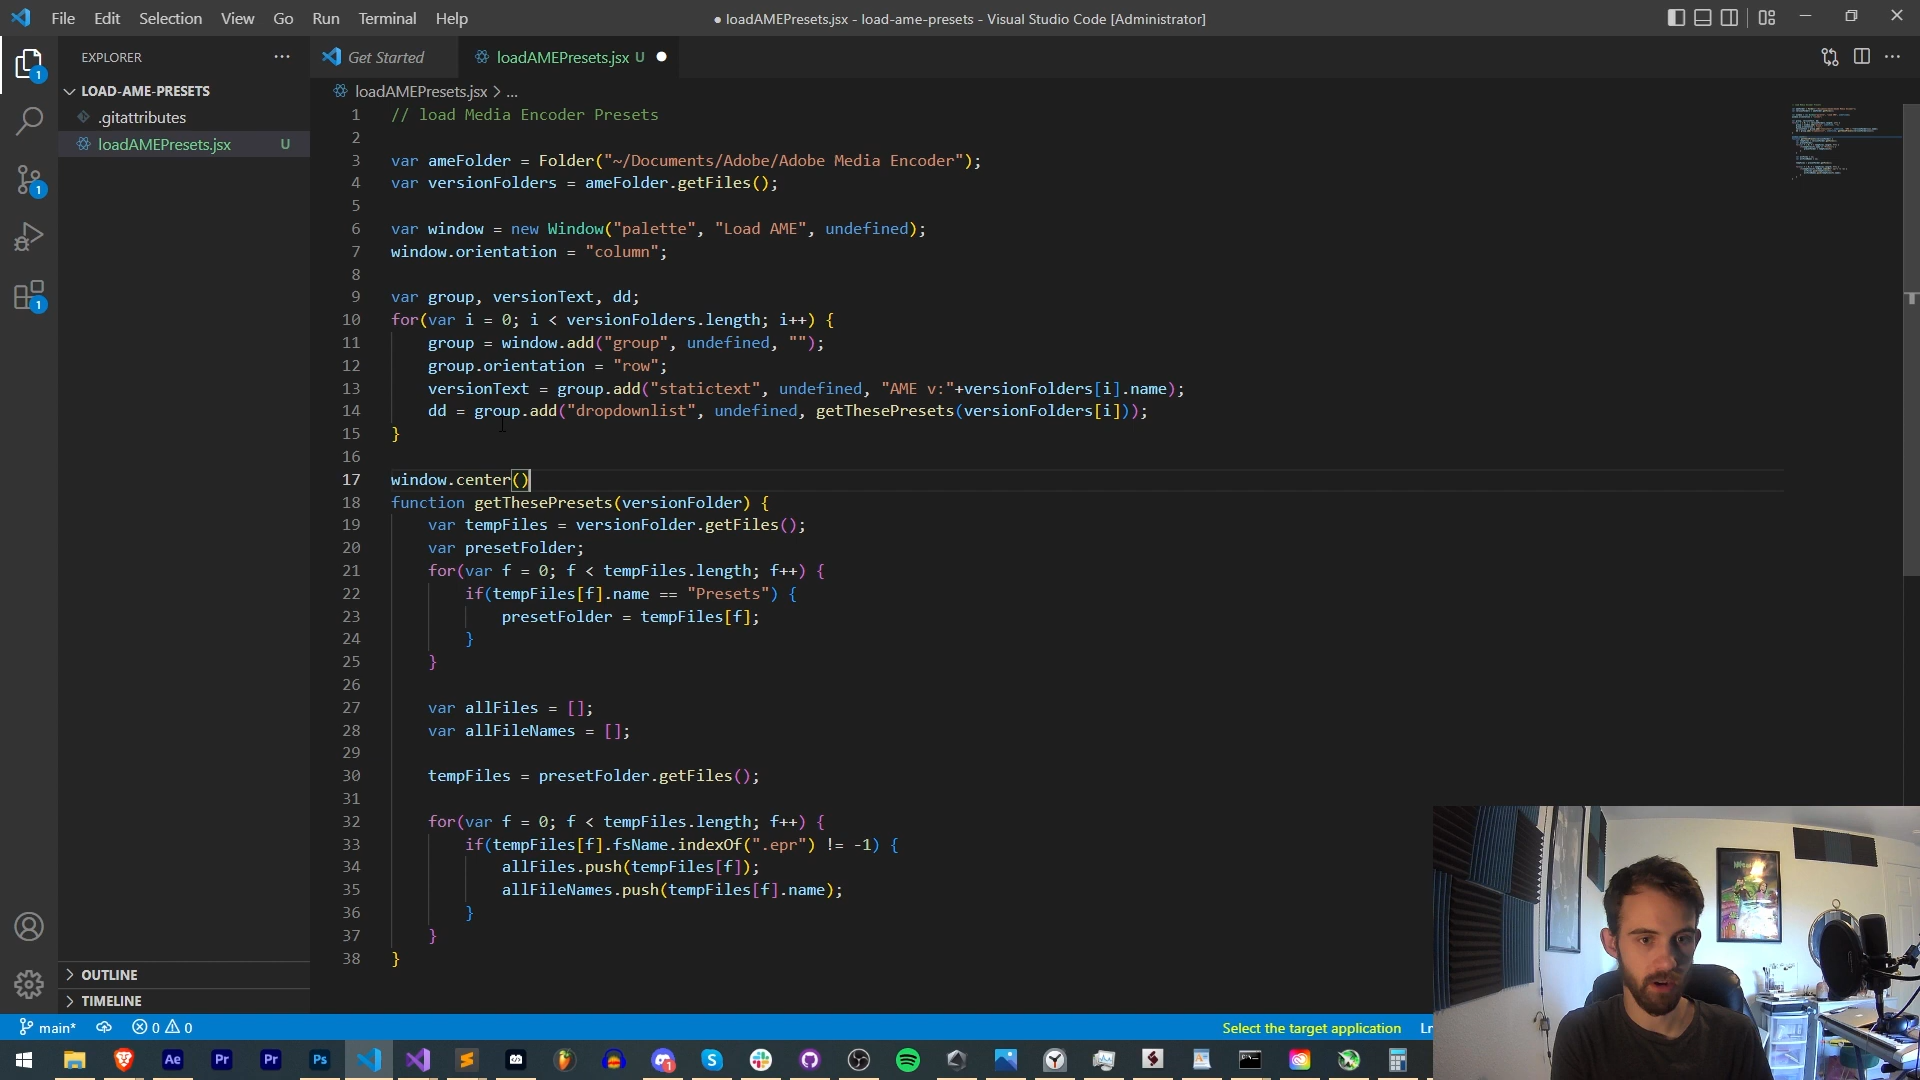 File Edit Selection View Go Run Terminal Help
● loadAMEPresets.jsx - load-ame-presets - Visual Studio Code [Administrator]
EXPLORER
Get Started
loadAMEPresets.jsx U
LOAD-AME-PRESETS
.gitattributes
loadAMEPresets.jsx U
1
1
1
loadAMEPresets.jsx > ...
1 // load Media Encoder Presets
2
3 var ameFolder = Folder("~/Documents/Adobe/Adobe Media Encoder");
4 var versionFolders = ameFolder.getFiles();
5
6 var window = new Window("palette", "Load AME", undefined);
7 window.orientation = "column";
8
9 var group, versionText, dd;
10 for(var i = 0; i < versionFolders.length; i++) {
11 group = window.add("group", undefined, "");
12 group.orientation = "row";
13 versionText = group.add("statictext", undefined, "AME v:"+versionFolders[i].name);
14 dd = group.add("dropdownlist", undefined, getThesePresets(versionFolders[i]));
15 }
16
17 window.center()
18 function getThesePresets(versionFolder) {
19 var tempFiles = versionFolder.getFiles();
20 var presetFolder;
21 for(var f = 0; f < tempFiles.length; f++) {
22 if(tempFiles[f].name == "Presets") {
23 presetFolder = tempFiles[f];
24 }
25 }
26
27 var allFiles = [];
28 var allFileNames = [];
29
30 tempFiles = presetFolder.getFiles();
31
32 for(var f = 0; f < tempFiles.length; f++) {
33 if(tempFiles[f].fsName.indexOf(".epr") != -1) {
34 allFiles.push(tempFiles[f]);
35 allFileNames.push(tempFiles[f].name);
36 }
37 }
38 }
OUTLINE
TIMELINE
main* 0 0
Select the target application Ln
Ae Pr Pr Ps